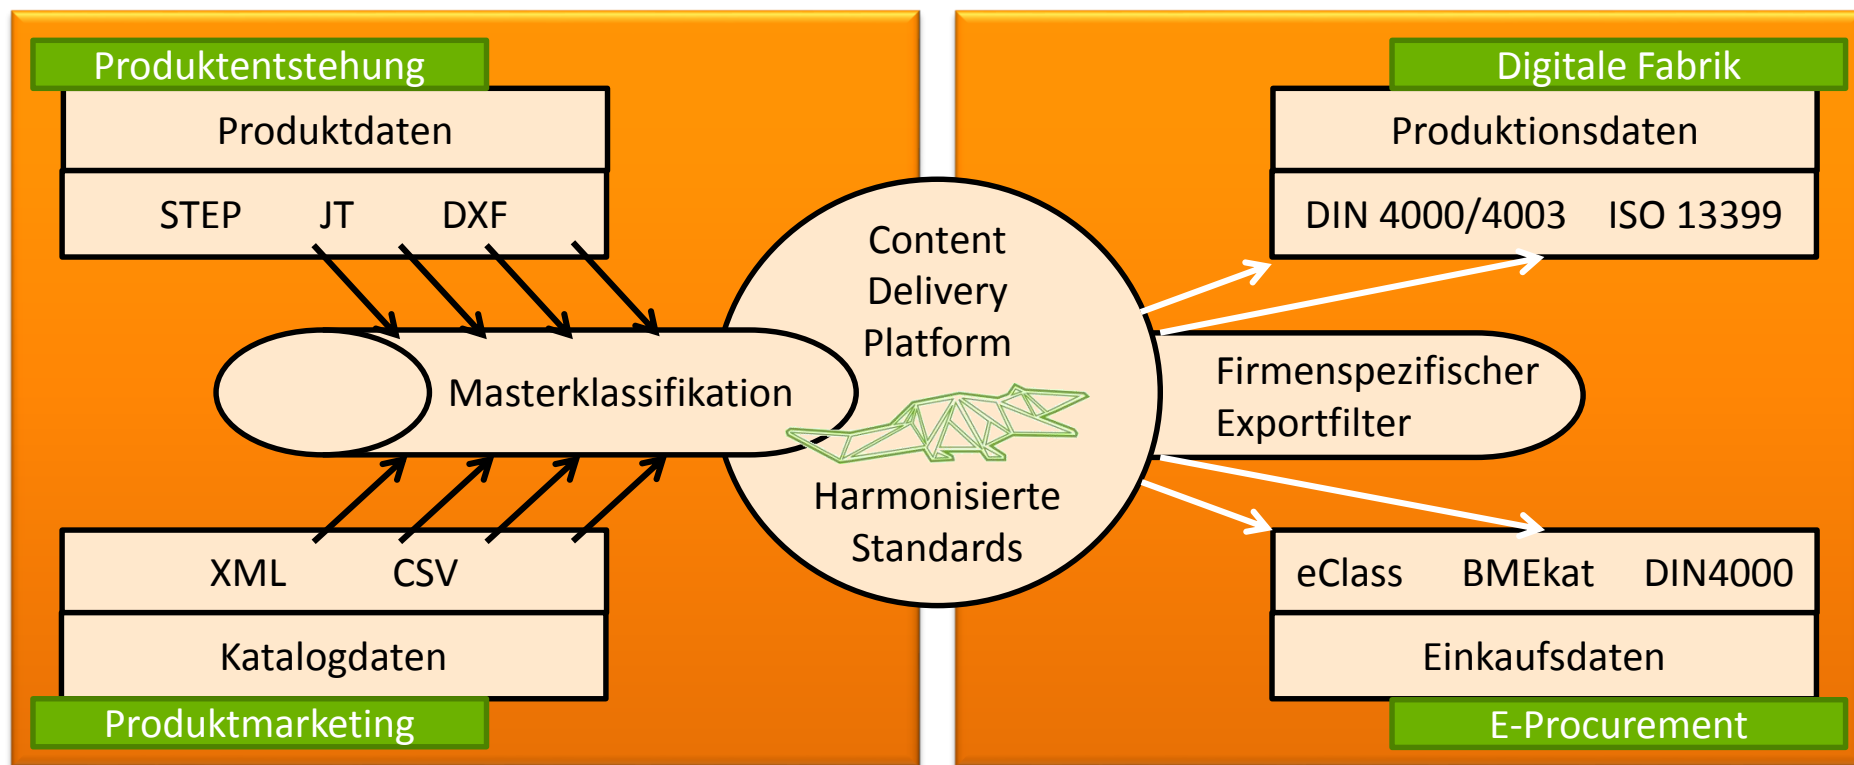 Produktentstehung
Produktdaten
STEP JT DXF
Masterklassifikation
XML CSV
Katalogdaten
Produktmarketing
Content
Delivery
Platform
Harmonisierte
Standards
Digitale Fabrik
Produktionsdaten
DIN 4000/4003 ISO 13399
Firmenspezifischer
Exportfilter
eClass BMEkat DIN4000
Einkaufsdaten
E-Procurement